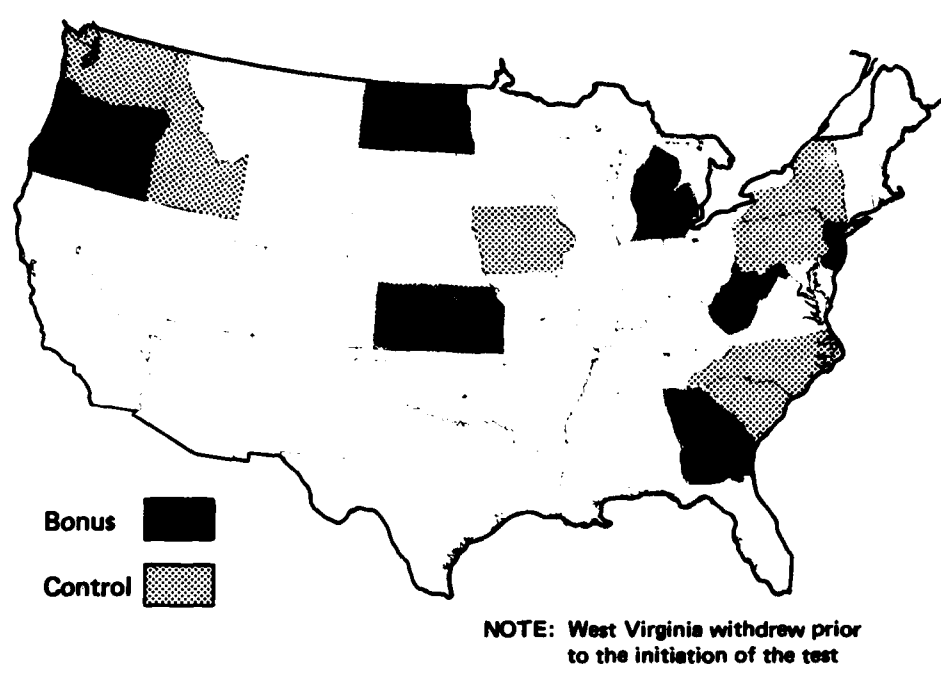 Bonus
Control
NOTE: West Virginia withdrew prior
to the initiation of the test